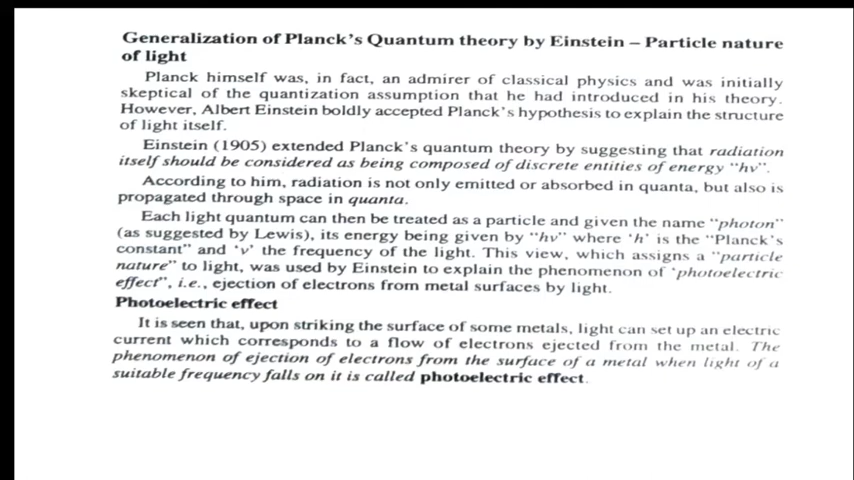 Generalization of Planck's Quantum theory by Einstein – Particle nature
of light
Planck himself was, in fact, an admirer of classical physics and was initially
skeptical of the quantization assumption that he had introduced in his theory.
However, Albert Einstein boldly accepted Planck's hypothesis to explain the structure
of light itself.
Einstein (1905) extended Planck's quantum theory by suggesting that radiation
itself should be considered as being composed of discrete entities of energy "hv".
According to him, radiation is not only emitted or absorbed in quanta, but also is
propagated through space in quanta.
Each light quantum can then be treated as a particle and given the name "photon"
(as suggested by Lewis), its energy being given by "hv" where 'h' is the "Planck's
constant" and 'v' the frequency of the light. This view, which assigns a "particle
nature" to light, was used by Einstein to explain the phenomenon of 'photoelectric
effect", i.e., ejection of electrons from metal surfaces by light.
Photoelectric effect
It is seen that, upon striking the surface of some metals, light can set up an electric
current which corresponds to a flow of electrons ejected from the metal. The
phenomenon of ejection of electrons from the surface of a metal when light of a
suitable frequency falls on it is called photoelectric effect.